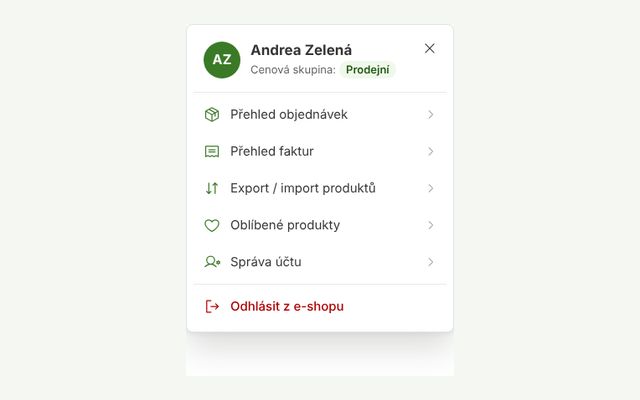 AZ
Andrea Zelená
Cenová skupina: Prodejní
Přehled objednávek
Přehled faktur
Export / import produktů
Oblíbené produkty
Správa účtu
Odhlásit z e-shopu